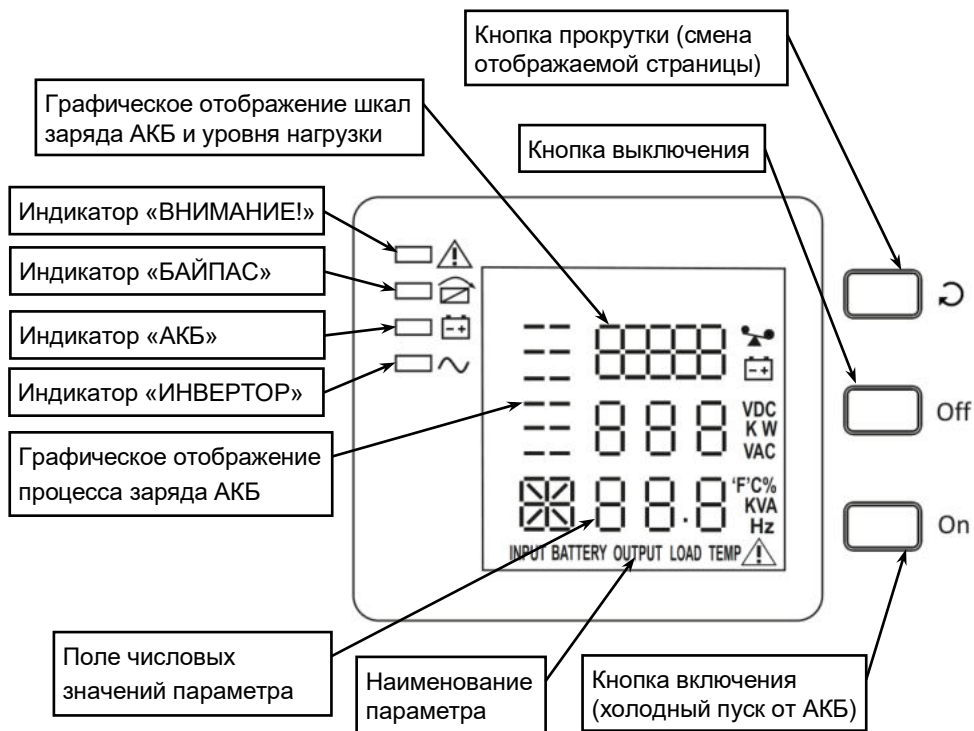 Кнопка прокрутки (смена
отображаемой страницы)
Графическое отображение шкал
заряда АКБ и уровня нагрузки
Кнопка выключения
Индикатор «ВНИМАНИЕ!»
Индикатор «БАЙПАС»
Индикатор «АКБ»
Индикатор «ИНВЕРТОР»
Графическое отображение
процесса заряда АКБ
VDC
K W
VAC
'F'C%
KVA
Hz
INPUT BATTERY OUTPUT LOAD TEMP
Off
On
Поле числовых
значений параметра
Наименование
параметра
Кнопка включения
(холодный пуск от АКБ)